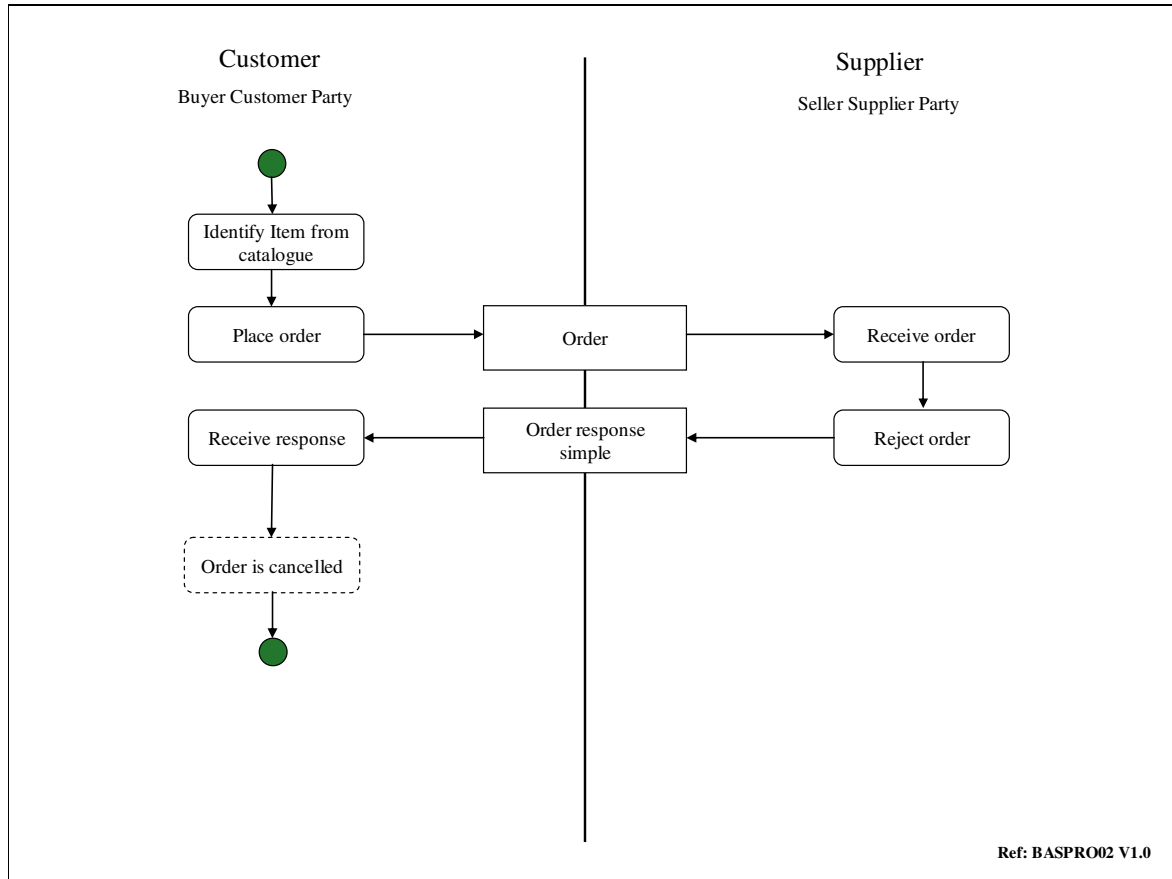 Customer
Buyer Customer Party
Supplier
Seller Supplier Party
Identify Item from
catalogue
Place order
Order
Receive order
Receive response
Order response
simple
Reject order
Order is cancelled
Ref: BASPRO02 V1.0